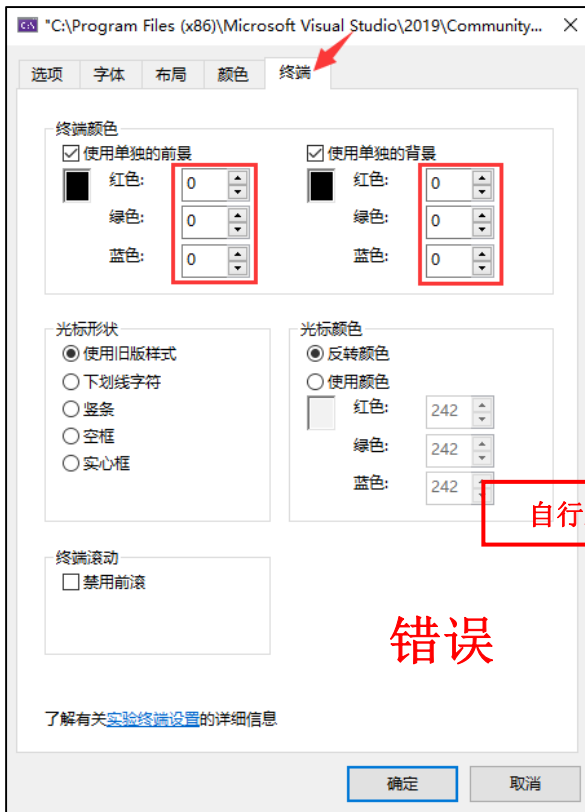 "C:\Program Files (x86)\Microsoft Visual Studio\2019\Community...
选项 字体 布局 颜色 终端
终端颜色
使用单独的前景
红色: 0
绿色: 0
蓝色: 0
使用单独的背景
红色: 0
绿色: 0
蓝色: 0
光标形状
使用旧版样式
下划线字符
竖条
空框
实心框
光标颜色
反转颜色
使用颜色
红色: 242
绿色: 242
蓝色: 242
自行
终端滚动
禁用前滚
错误
了解有关实验终端设置的详细信息
确定 取消